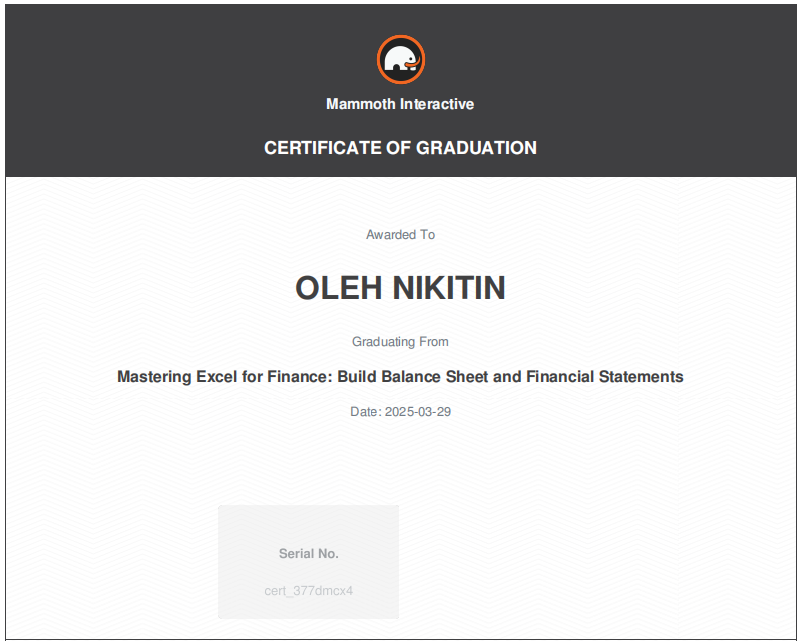 Mammoth Interactive
CERTIFICATE OF GRADUATION
Awarded To
OLEH NIKITIN
Graduating From
Mastering Excel for Finance: Build Balance Sheet and Financial Statements
Date: 2025-03-29
Serial No.
cert_377dmcx4